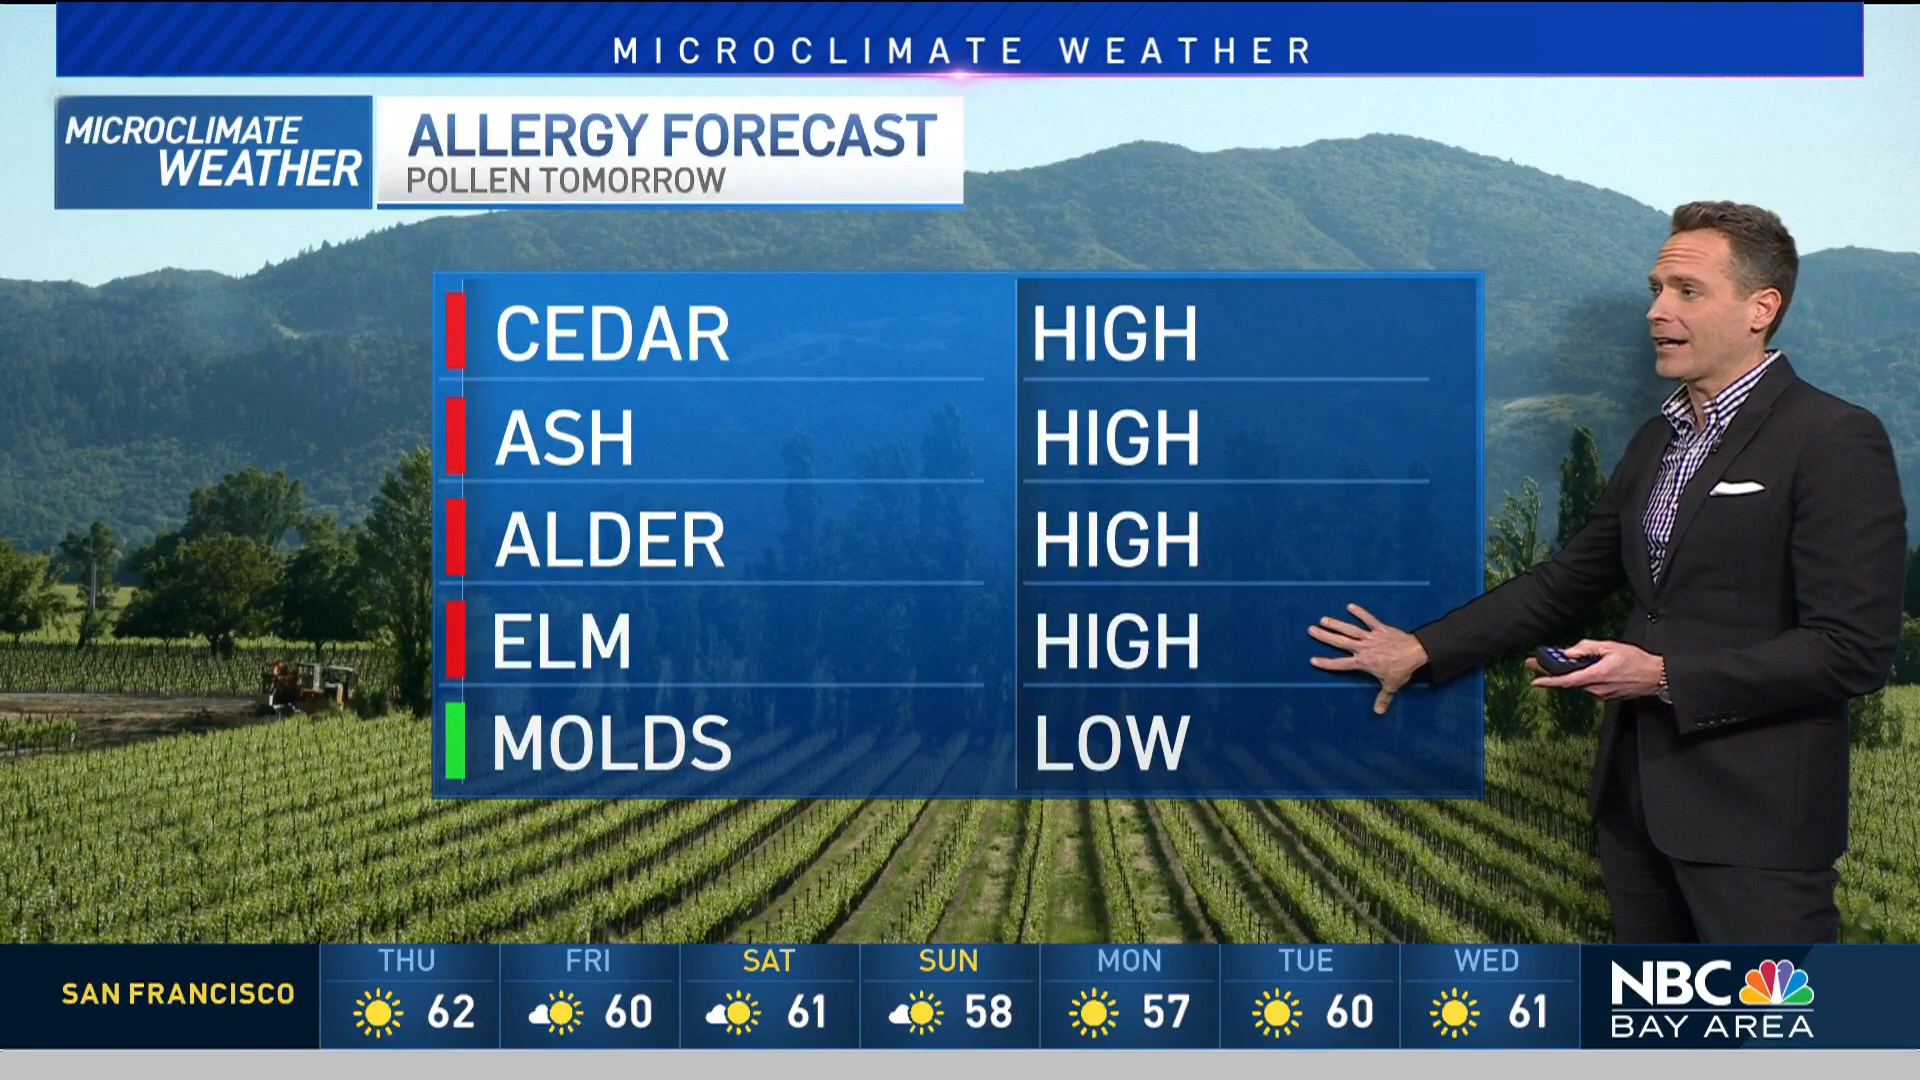 MICROCLIMATE WEATHER
MICROCLIMATE
WEATHER
ALLERGY FORECAST
POLLEN TOMORROW
CEDAR HIGH
ASH HIGH
ALDER HIGH
ELM HIGH
MOLDS LOW
SAN FRANCISCO
THU FRI SAT SUN MON TUE WED
62 60 61 58 57 60 61
NBC
BAY AREA